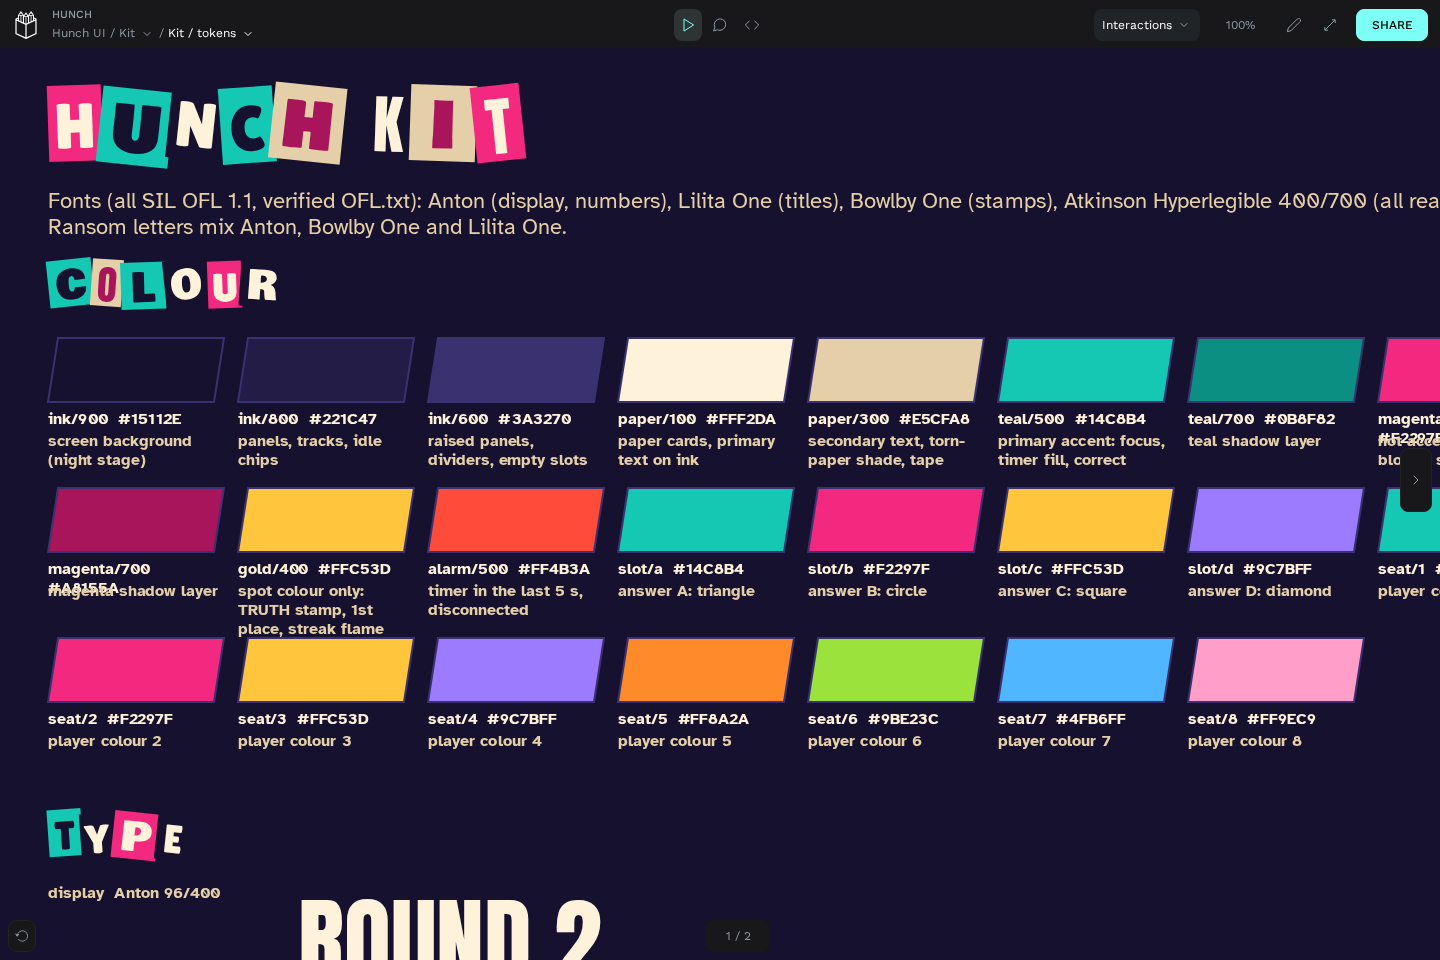 HUNCH
Hunch UI / Kit / Kit / tokens
Interactions
100%
SHARE
HUNCH KIT
Fonts (all SIL OFL 1.1, verified OFL.txt): Anton (display, numbers), Lilita One (titles), Bowlby One (stamps), Atkinson Hyperlegible 400/700 (all rea
Ransom letters mix Anton, Bowlby One and Lilita One.
COLOUR
ink/900 #15112E
screen background
(night stage)
ink/800 #221C47
panels, tracks, idle
chips
ink/600 #3A3270
raised panels,
dividers, empty slots
paper/100 #FFF2DA
paper cards, primary
text on ink
paper/300 #E5CFA8
secondary text, torn-
paper shade, tape
teal/500 #14C8B4
primary accent: focus,
timer fill, correct
teal/700 #0B8F82
teal shadow layer
magenta
#F2297F
hot acce
magenta/700
#A8155A
magenta shadow layer
gold/400 #FFC53D
spot colour only:
TRUTH stamp, 1st
place, streak flame
alarm/500 #FF4B3A
timer in the last 5 s,
disconnected
slot/a #14C8B4
answer A: triangle
slot/b #F2297F
answer B: circle
slot/c #FFC53D
answer C: square
slot/d #9C7BFF
answer D: diamond
seat/1 #
player c
seat/2 #F2297F
player colour 2
seat/3 #FFC53D
player colour 3
seat/4 #9C7BFF
player colour 4
seat/5 #FF8A2A
player colour 5
seat/6 #9BE23C
player colour 6
seat/7 #4FB6FF
player colour 7
seat/8 #FF9EC9
player colour 8
TYPE
display Anton 96/400
ROUND 2
1 / 2